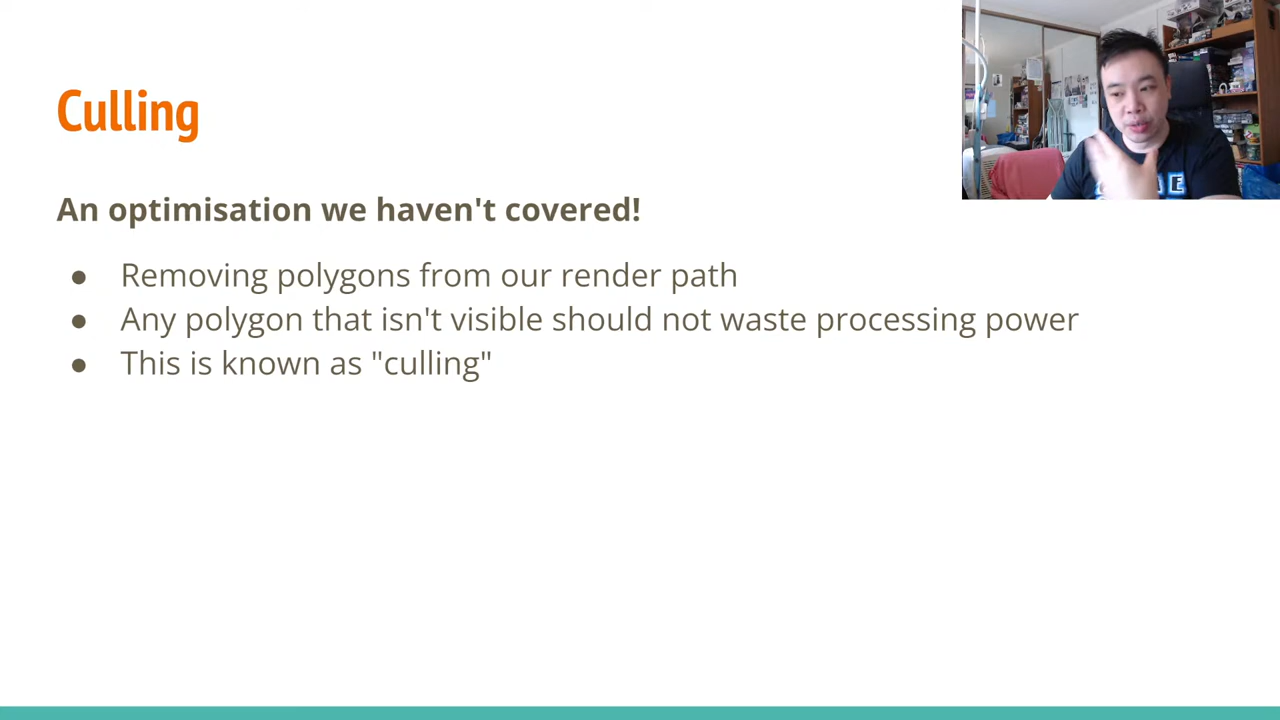 Culling
An optimisation we haven't covered!
● Removing polygons from our render path
● Any polygon that isn't visible should not waste processing power
● This is known as "culling"